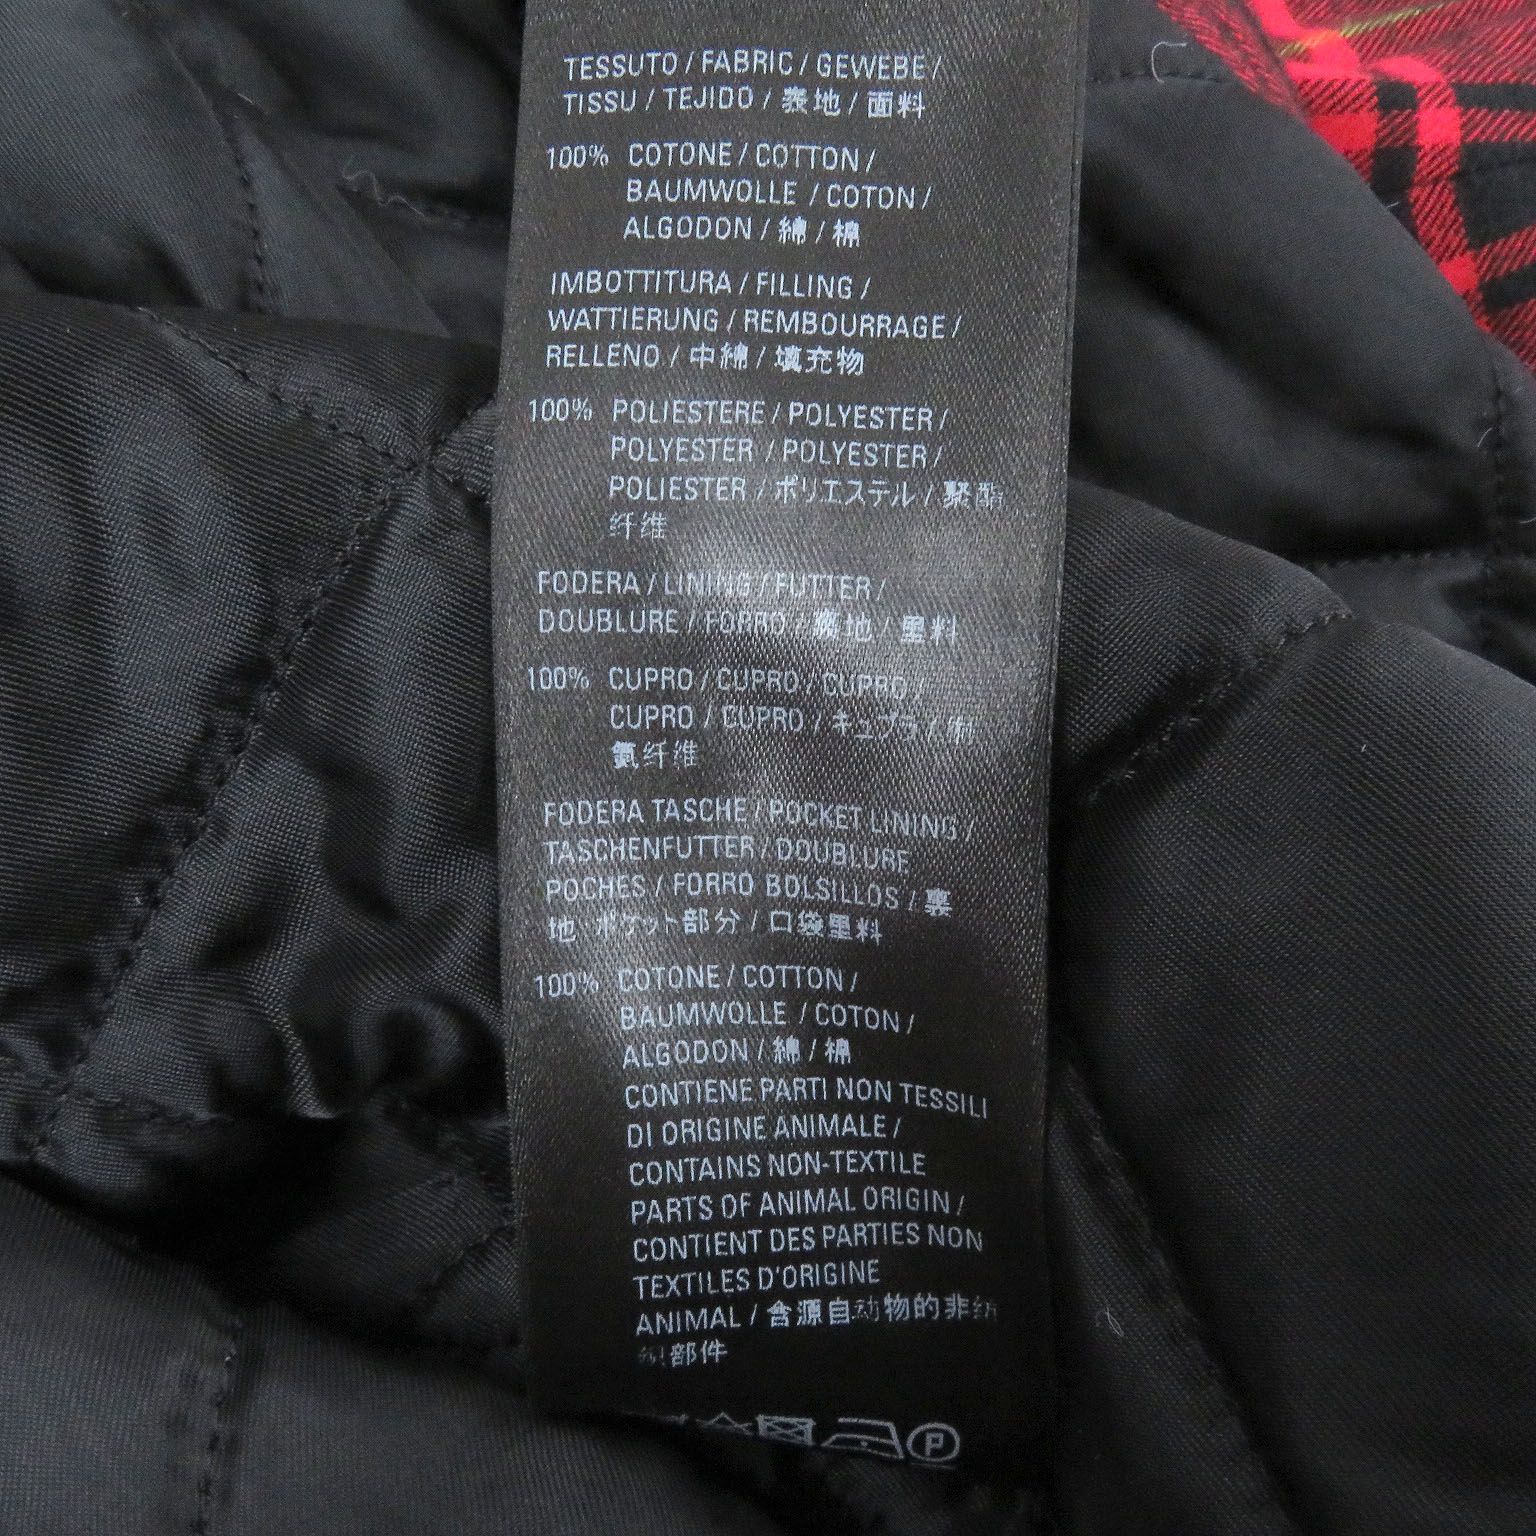 TESSUTO / FABRIC / GEWEBE /
TISSU / TEJIDO / 表地 / 面料
100% COTONE / COTTON /
BAUMWOLLE / COTON /
ALGODON / 綿 / 棉
IMBOTTITURA / FILLING /
WATTIERUNG / REMBOURRAGE /
RELLENO / 中綿 / 填充物
100% POLIESTERE / POLYESTER /
POLYESTER / POLYESTER /
POLIESTER / ポリエステル / 聚酯
纤维
FODERA / LINING / FUTTER /
DOUBLURE / FORRO / 裏地 / 里料
100% CUPRO / CUPRO / CUPRO /
CUPRO / CUPRO / キュプラ / 铜
氨纤维
FODERA TASCHE / POCKET LINING /
TASCHENFUTTER / DOUBLURE
POCHES / FORRO BOLSILLOS / 裏
地 ポケット部分 / 口袋里料
100% COTONE / COTTON /
BAUMWOLLE / COTON /
ALGODON / 綿 / 棉
CONTIENE PARTI NON TESSILI
DI ORIGINE ANIMALE /
CONTAINS NON-TEXTILE
PARTS OF ANIMAL ORIGIN /
CONTIENT DES PARTIES NON
TEXTILES D'ORIGINE
ANIMAL / 含源自动物的非纺
织部件
P